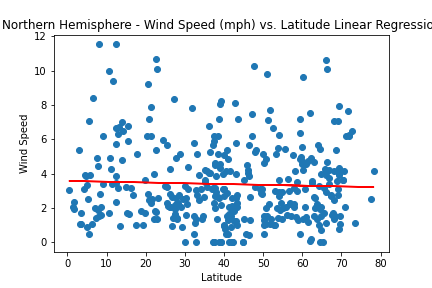 Northern Hemisphere - Wind Speed (mph) vs. Latitude Linear Regressio
12
10
8
6
4
2
0
Wind Speed
0 10 20 30 40 50 60 70 80
Latitude